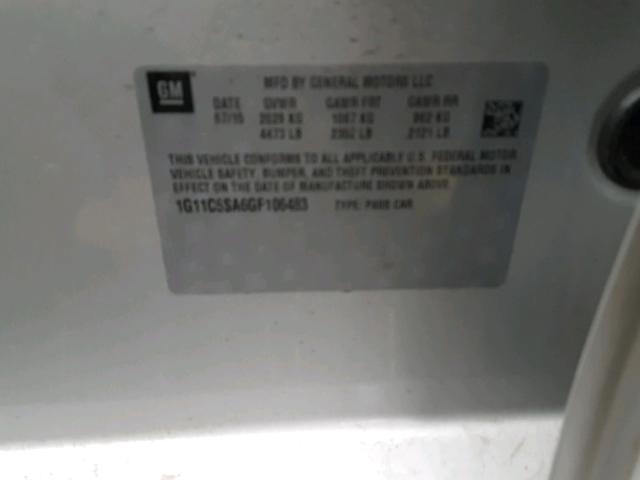 GM
MFD BY GENERAL MOTORS LLC
DATE GVWR GAWR FRT GAWR RR
07/15 2029 KG 1067 KG 962 KG
4473 LB 2352 LB 2121 LB
THIS VEHICLE CONFORMS TO ALL APPLICABLE U.S. FEDERAL MOTOR
VEHICLE SAFETY, BUMPER, AND THEFT PREVENTION STANDARDS IN
EFFECT ON THE DATE OF MANUFACTURE SHOWN ABOVE.
1G11C5SA6GF106483 TYPE: PASS CAR